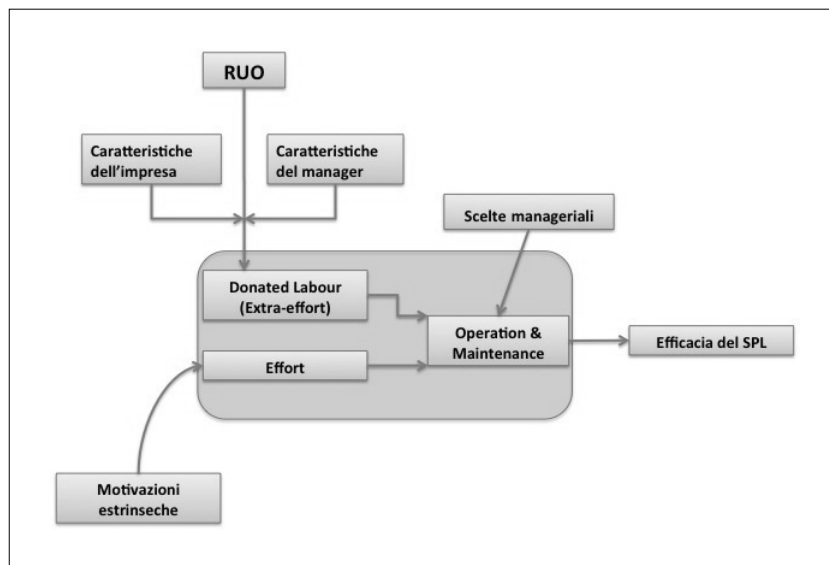 RUO
Caratteristiche
dell'impresa
Caratteristiche
del manager
Scelte manageriali
Donated Labour
(Extra-effort)
Operation &
Maintenance
Efficacia del SPL
Effort
Motivazioni
estrinseche